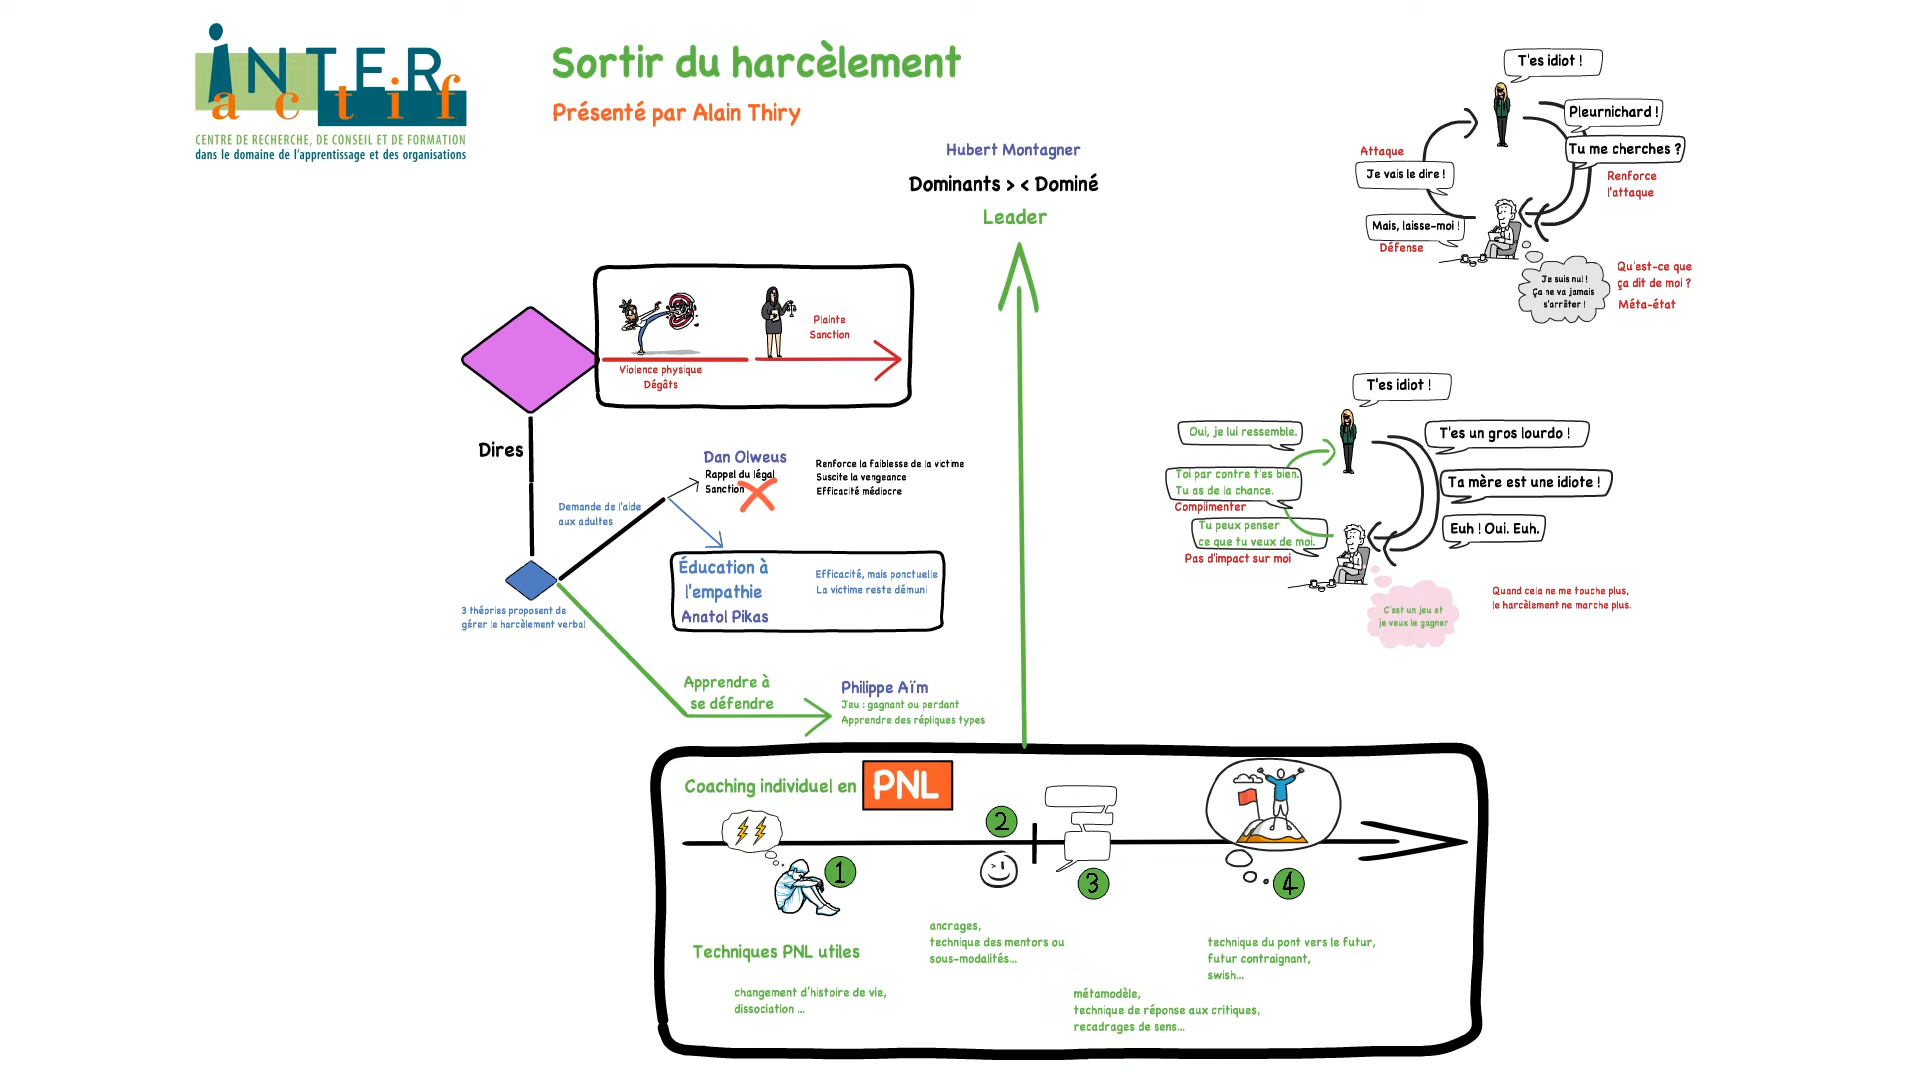 INTER
actif
CENTRE DE RECHERCHE, DE CONSEIL ET DE FORMATION
dans le domaine de l'apprentissage et des organisations
Sortir du harcèlement
Présenté par Alain Thiry
Hubert Montagner
Dominants > < Dominé
Leader
Violence physique
Dégâts
Plainte
Sanction
Dires
Dan Olweus
Rappel du légal
Sanction
Renforce la faiblesse de la victime
Suscite la vengeance
Efficacité médiocre
Demande de l'aide
aux adultes
Éducation à
l'empathie
Anatol Pikas
Efficacité, mais ponctuelle
La victime reste démuni
3 théories proposent de
gérer le harcèlement verbal
Apprendre à
se défendre
Philippe Aïm
Jeu : gagnant ou perdant
Apprendre des répliques types
T'es idiot !
Pleurnichard !
Tu me cherches ?
Attaque
Je vais le dire !
Renforce
l'attaque
Mais, laisse-moi !
Défense
Je suis nul !
Ça ne va jamais
s'arrêter !
Qu'est-ce que
ça dit de moi ?
Méta-état
T'es idiot !
Oui, je lui ressemble.
T'es un gros lourdo !
Toi par contre t'es bien.
Tu as de la chance.
Complimenter
Ta mère est une idiote !
Tu peux penser
ce que tu veux de moi.
Pas d'impact sur moi
Euh ! Oui. Euh.
C'est un jeu et
je veux le gagner
Quand cela ne me touche plus,
le harcèlement ne marche plus.
Coaching individuel en PNL
1
2
3
4
Techniques PNL utiles
changement d'histoire de vie,
dissociation ...
ancrages,
technique des mentors ou
sous-modalités...
métamodèle,
technique de réponse aux critiques,
recadrages de sens...
technique du pont vers le futur,
futur contraignant,
swish...